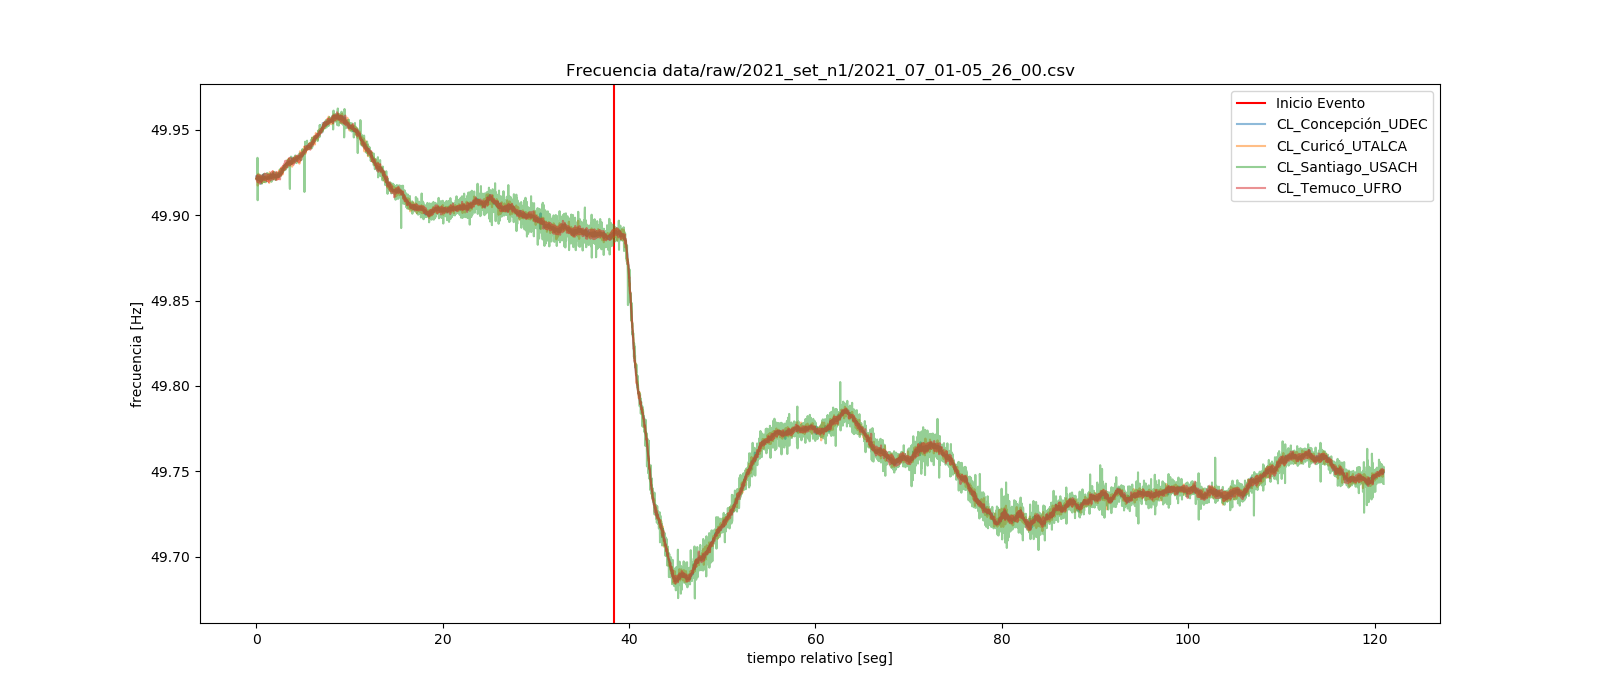 Frecuencia data/raw/2021_set_n1/2021_07_01-05_26_00.csv
Inicio Evento
CL_Concepción_UDEC
CL_Curicó_UTALCA
CL_Santiago_USACH
CL_Temuco_UFRO
49.95
49.90
49.85
49.80
49.75
49.70
frecuencia [Hz]
0 20 40 60 80 100 120
tiempo relativo [seg]